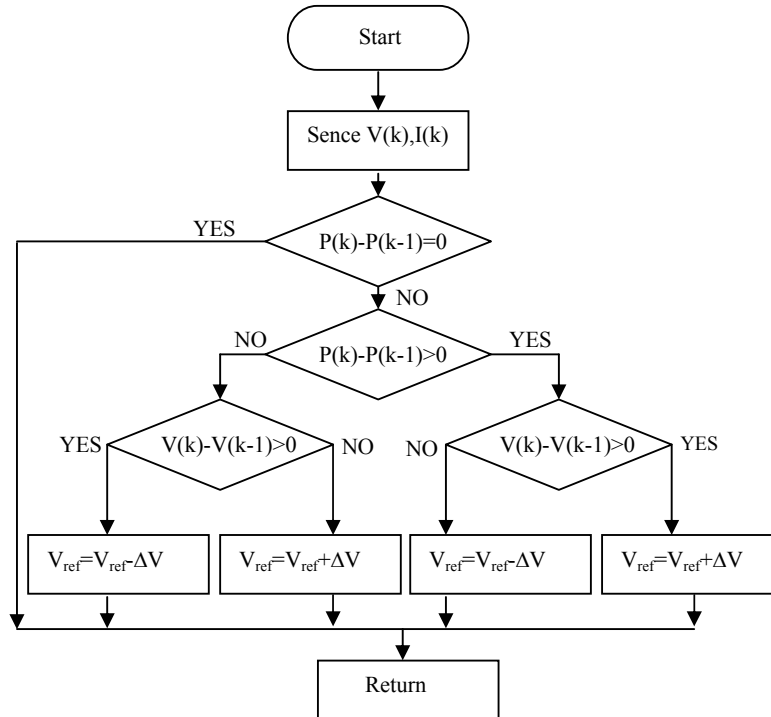 Start
Sence V(k),I(k)
YES
P(k)-P(k-1)=0
NO
NO
P(k)-P(k-1)>0
YES
YES
V(k)-V(k-1)>0
NO
NO
V(k)-V(k-1)>0
YES
Vref=Vref-ΔV
Vref=Vref+ΔV
Vref=Vref-ΔV
Vref=Vref+ΔV
Return